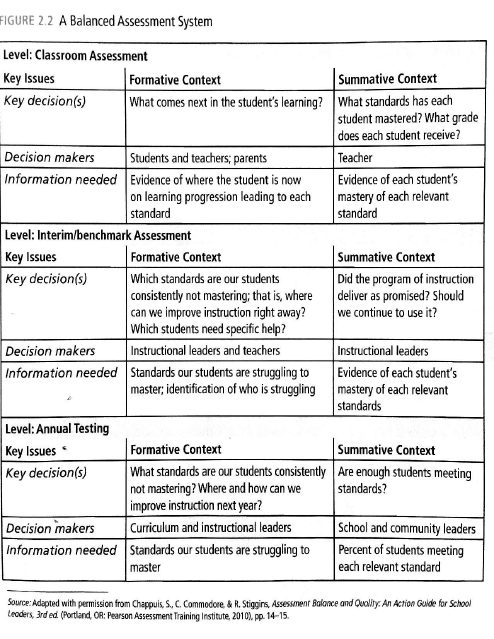 FIGURE 2.2 A Balanced Assessment System
Level: Classroom Assessment
Key Issues Formative Context Summative Context
Key decision(s) What comes next in the student's learning? What standards has each
student mastered? What grade
does each student receive?
Decision makers Students and teachers; parents Teacher
Information needed Evidence of where the student is now Evidence of each student's
on learning progression leading to each mastery of each relevant
standard standard
Level: Interim/benchmark Assessment
Key Issues Formative Context Summative Context
Key decision(s) Which standards are our students Did the program of instruction
consistently not mastering; that is, where deliver as promised? Should
can we improve instruction right away? we continue to use it?
Which students need specific help?
Decision makers Instructional leaders and teachers Instructional leaders
Information needed Standards our students are struggling to Evidence of each student's
master; identification of who is struggling mastery of each relevant
standards
Level: Annual Testing
Key Issues Formative Context Summative Context
Key decision(s) What standards are our students consistently Are enough students meeting
not mastering? Where and how can we standards?
improve instruction next year?
Decision makers Curriculum and instructional leaders School and community leaders
Information needed Standards our students are struggling to Percent of students meeting
master each relevant standard
Source: Adapted with permission from Chappuis, S., C. Commodore, & R. Stiggins, Assessment Balance and Quality: An Action Guide for School
Leaders, 3rd ed. (Portland, OR: Pearson Assessment Training Institute, 2010), pp. 14–15.